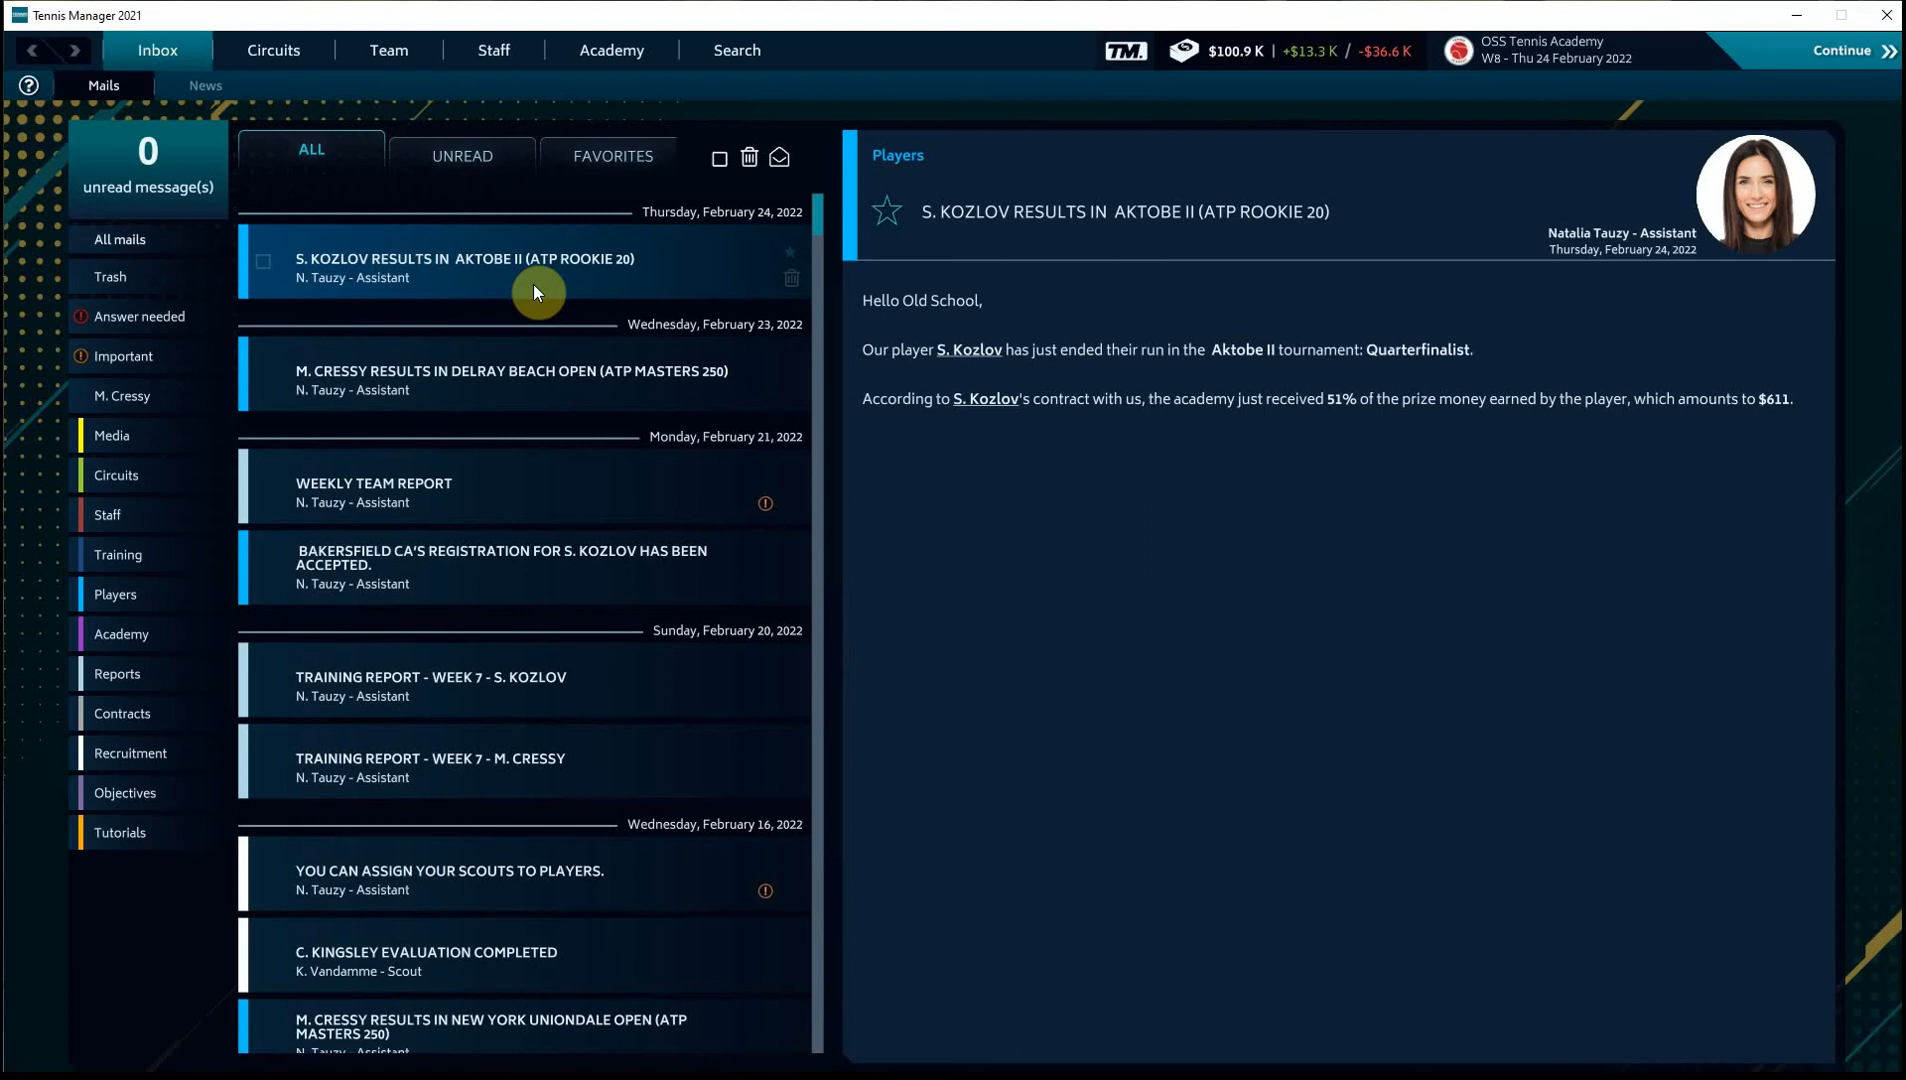 Tennis Manager 2021
Inbox
Circuits
Team
Staff
Academy
Search
TM.
$100.9 K | +$13.3 K / -$36.6 K
OSS Tennis Academy
W8 - Thu 24 February 2022
Continue
Mails
News
0
unread message(s)
All mails
Trash
Answer needed
Important
M. Cressy
Media
Circuits
Staff
Training
Players
Academy
Reports
Contracts
Recruitment
Objectives
Tutorials
ALL
UNREAD
FAVORITES
Thursday, February 24, 2022
S. KOZLOV RESULTS IN AKTOBE II (ATP ROOKIE 20)
N. Tauzy - Assistant
Wednesday, February 23, 2022
M. CRESSY RESULTS IN DELRAY BEACH OPEN (ATP MASTERS 250)
N. Tauzy - Assistant
Monday, February 21, 2022
WEEKLY TEAM REPORT
N. Tauzy - Assistant
BAKERSFIELD CA'S REGISTRATION FOR S. KOZLOV HAS BEEN
ACCEPTED.
N. Tauzy - Assistant
Sunday, February 20, 2022
TRAINING REPORT - WEEK 7 - S. KOZLOV
N. Tauzy - Assistant
TRAINING REPORT - WEEK 7 - M. CRESSY
N. Tauzy - Assistant
Wednesday, February 16, 2022
YOU CAN ASSIGN YOUR SCOUTS TO PLAYERS.
N. Tauzy - Assistant
C. KINGSLEY EVALUATION COMPLETED
K. Vandamme - Scout
M. CRESSY RESULTS IN NEW YORK UNIONDALE OPEN (ATP
MASTERS 250)
N. Tauzy - Assistant
Players
S. KOZLOV RESULTS IN AKTOBE II (ATP ROOKIE 20)
Natalia Tauzy - Assistant
Thursday, February 24, 2022
Hello Old School,
Our player S. Kozlov has just ended their run in the Aktobe II tournament: Quarterfinalist.
According to S. Kozlov's contract with us, the academy just received 51% of the prize money earned by the player, which amounts to $611.